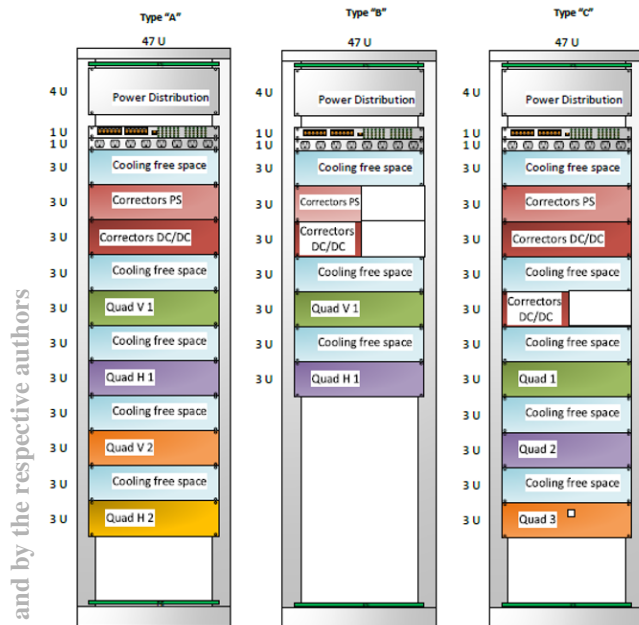 Type "A"
47 U
4 U
Power Distribution
1 U
1 U
3 U
Cooling free space
3 U
Correctors PS
3 U
Correctors DC/DC
3 U
Cooling free space
3 U
Quad V 1
3 U
Cooling free space
3 U
Quad H 1
3 U
Cooling free space
3 U
Quad V 2
3 U
Cooling free space
3 U
Quad H 2
Type "B"
47 U
4 U
Power Distribution
1 U
1 U
3 U
Cooling free space
3 U
Correctors PS
3 U
Correctors
DC/DC
3 U
Cooling free space
3 U
Quad V 1
3 U
Cooling free space
3 U
Quad H 1
Type "C"
47 U
4 U
Power Distribution
1 U
1 U
3 U
Cooling free space
3 U
Correctors PS
3 U
Correctors DC/DC
3 U
Cooling free space
3 U
Correctors
DC/DC
3 U
Cooling free space
3 U
Quad 1
3 U
Cooling free space
3 U
Quad 2
3 U
Cooling free space
3 U
Quad 3
and by the respective authors